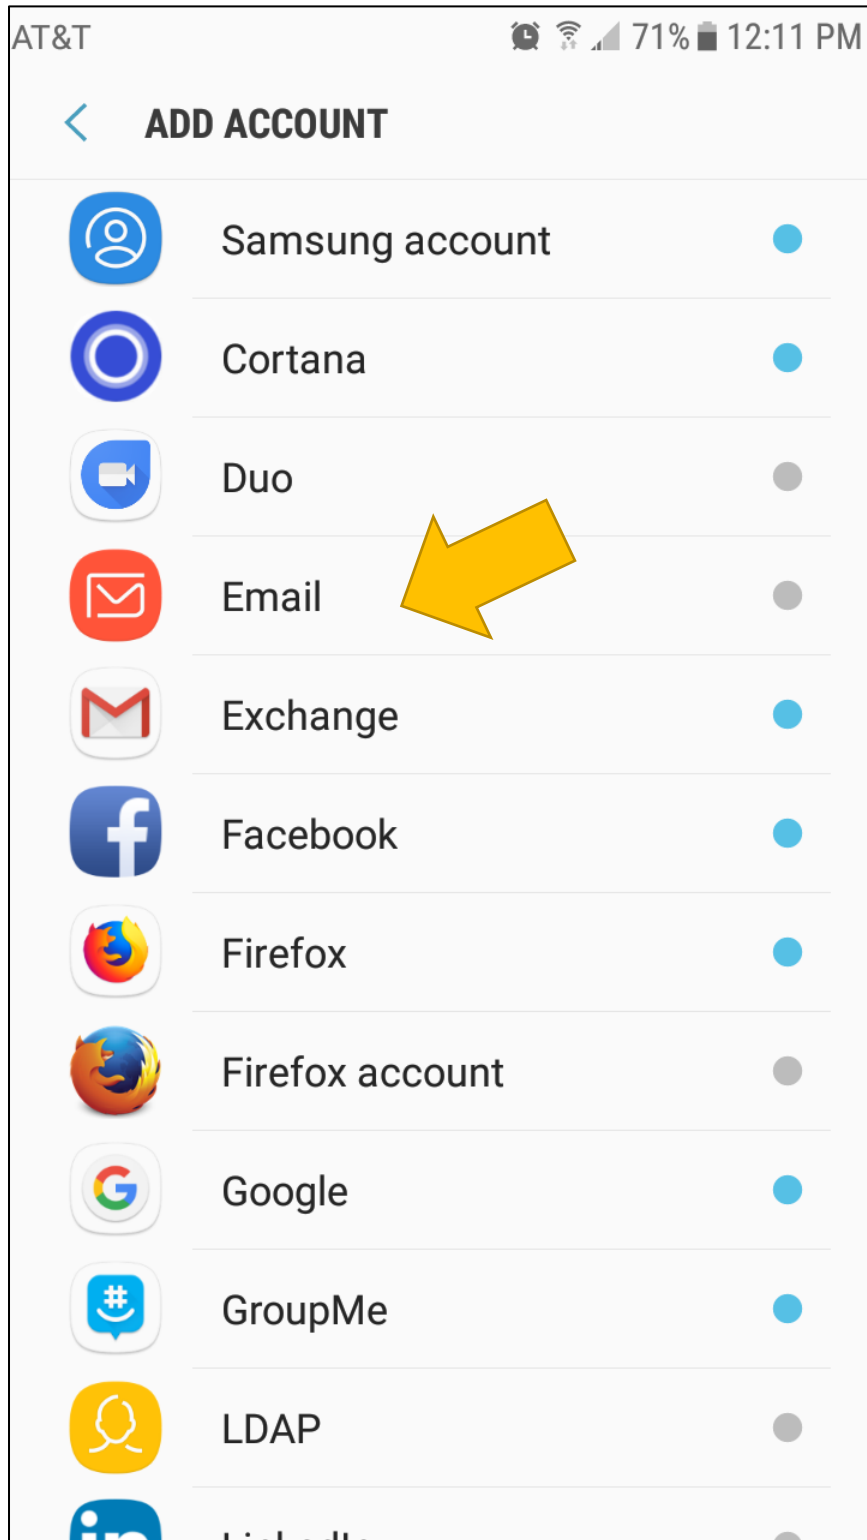 AT&T 71% 12:11 PM
ADD ACCOUNT
Samsung account
Cortana
Duo
Email
Exchange
Facebook
Firefox
Firefox account
Google
GroupMe
LDAP